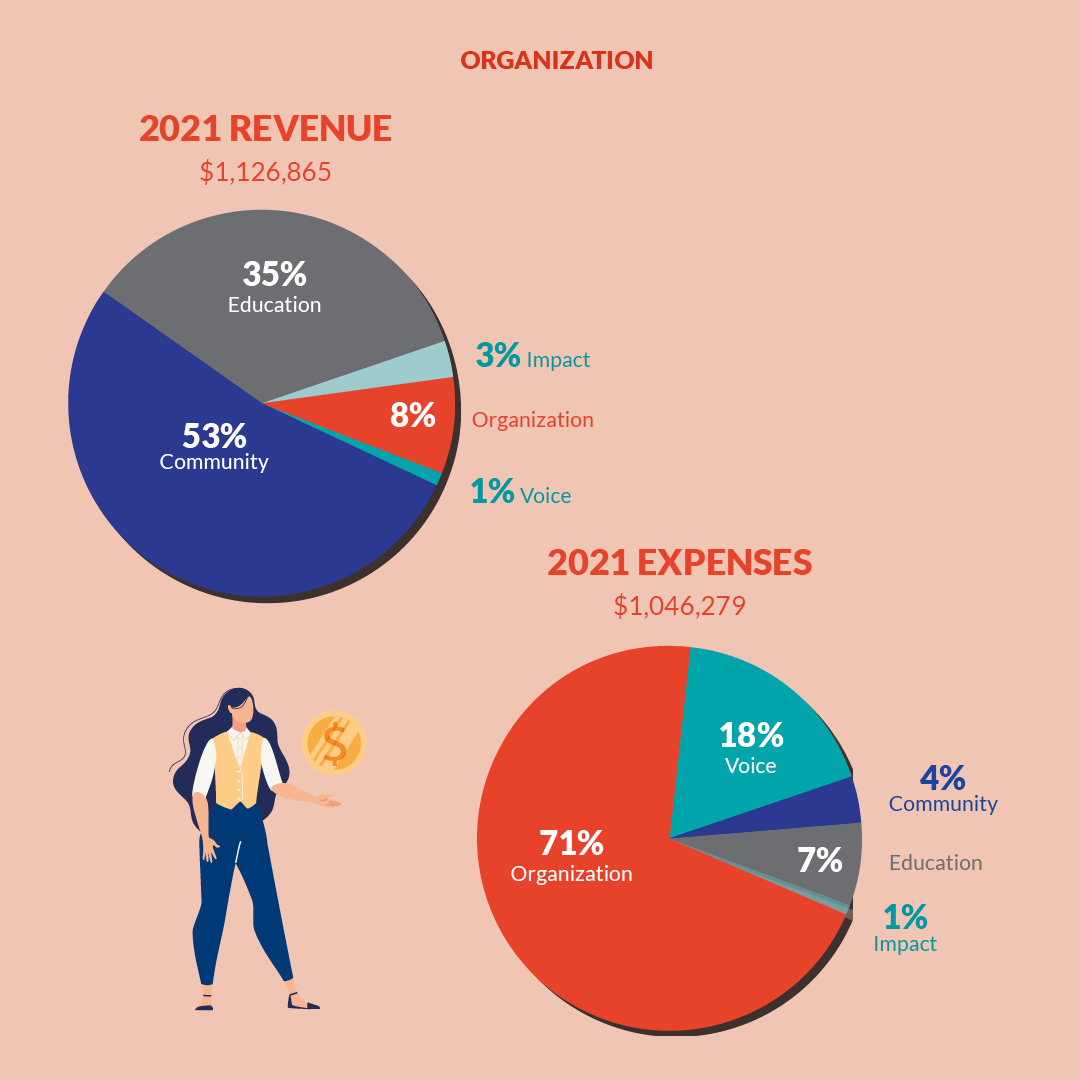 ORGANIZATION
2021 REVENUE
$1,126,865
35%
Education
3% Impact
8% Organization
53%
Community
1% Voice
2021 EXPENSES
$1,046,279
18%
Voice
4%
Community
71%
Organization
7% Education
1%
Impact
$